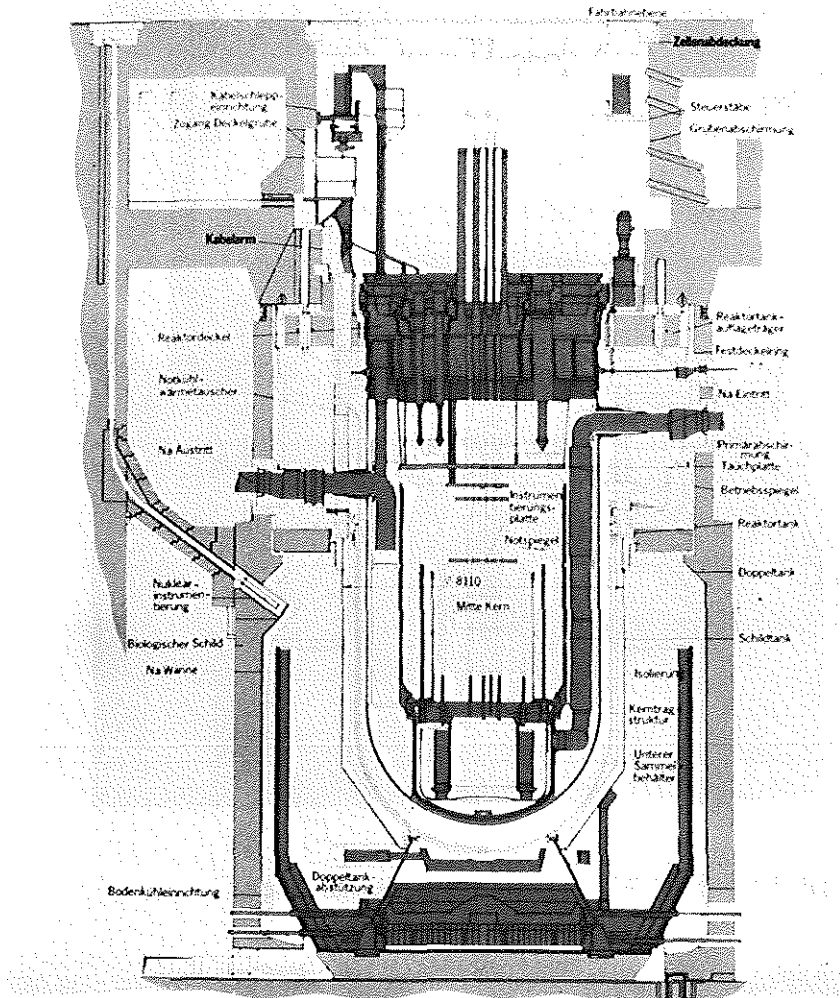 Fahrbahnebene
Zellenabdeckung
Kabelschlepp-
einrichtung
Zugang Deckelgrube
Steuerstäbe
Grubenabschirmung
Kabelarm
Reaktordeckel
Notkühl-
wärmetauscher
Na Austritt
Reaktortank-
auflageträger
Festdeckelring
Na Eintritt
Primärabschir-
mung
Tauchplatte
Betriebsspiegel
Instrumen
tierungs-
platte
Notspiegel
Reaktortank
8110
Mitte Kern
Doppeltank
Nuklear-
instrumen-
tierung
Biologischer Schild
Na Wanne
Schildtank
Isolierung
Kerntrag
struktur
Unterer
Sammel
behälter
Doppeltank
abstützung
Bodenkühleinrichtung